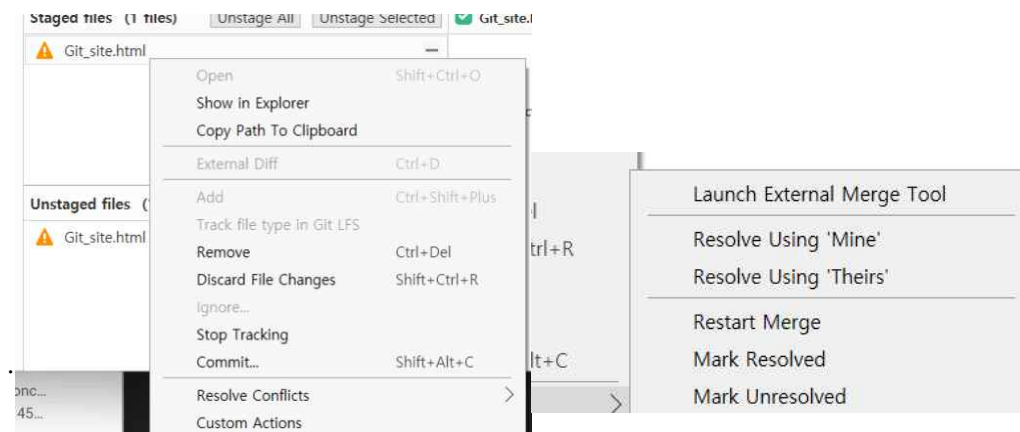 Staged files (1 files) Unstage All Unstage Selected Git_site.
Git_site.html
Open Shift+Ctrl+O
Show in Explorer
Copy Path To Clipboard
External Diff Ctrl+D
Add Ctrl+Shift+Plus
Track file type in Git LFS
Remove Ctrl+Del
Discard File Changes Shift+Ctrl+R
Ignore...
Stop Tracking
Commit... Shift+Alt+C
Resolve Conflicts
Custom Actions
Unstaged files (
Git_site.html
onc...
45...
trl+R
lt+C
Launch External Merge Tool
Resolve Using 'Mine'
Resolve Using 'Theirs'
Restart Merge
Mark Resolved
Mark Unresolved